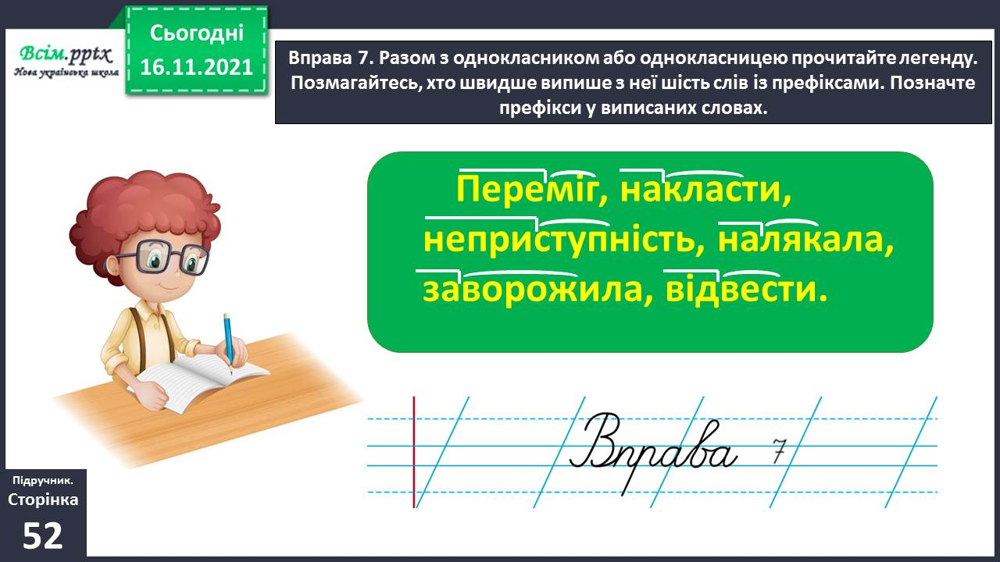 Всім.pptx
Нова українська школа
Сьогодні
16.11.2021
Вправа 7. Разом з однокласником або однокласницею прочитайте легенду.
Позмагайтесь, хто швидше випише з неї шість слів із префіксами. Позначте
префікси у виписаних словах.
Переміг, накласти,
неприступність, налякала,
заворожила, відвести.
Вправа 7
Підручник.
Сторінка
52